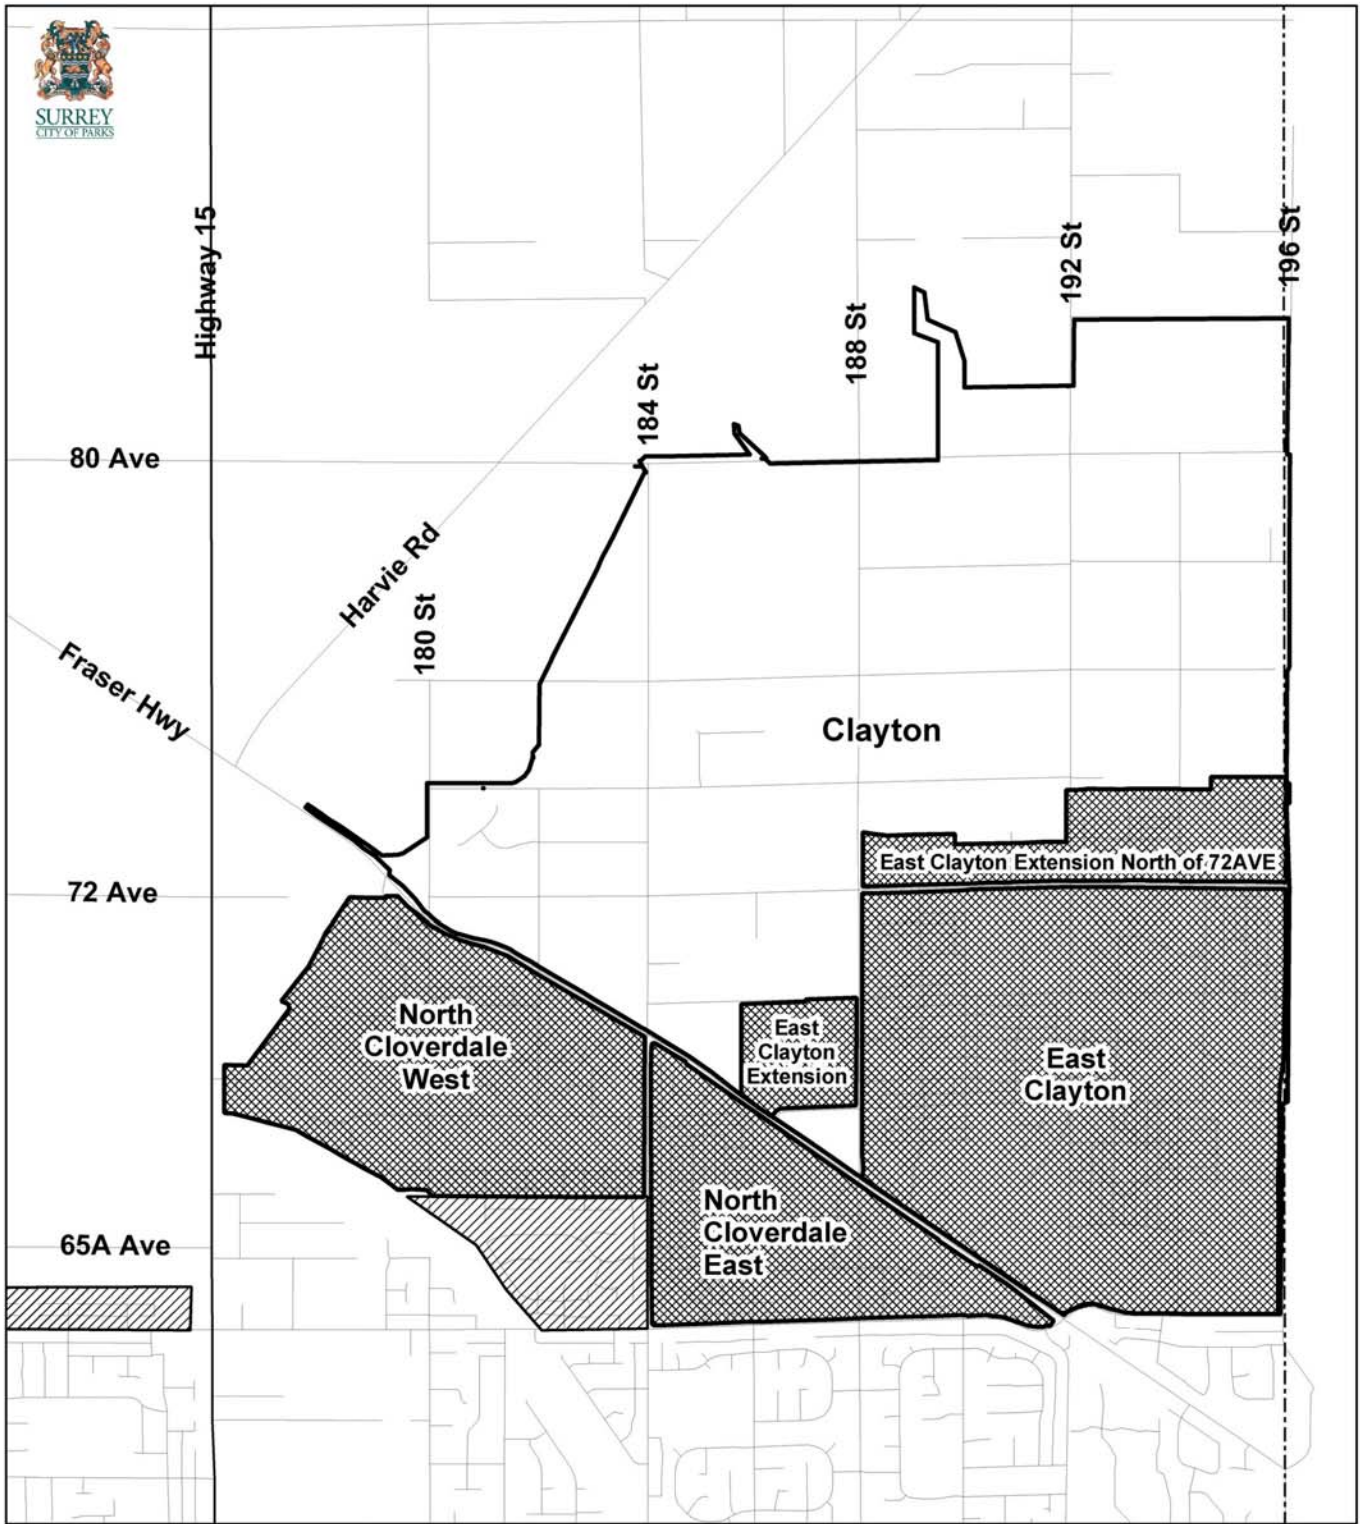 SURREY
CITY OF PARKS
Highway 15
192 St
196 St
188 St
184 St
80 Ave
Harvie Rd
180 St
Fraser Hwy
Clayton
East Clayton Extension North of 72AVE
72 Ave
North
Cloverdale
West
East
Clayton
Extension
East
Clayton
North
Cloverdale
East
65A Ave